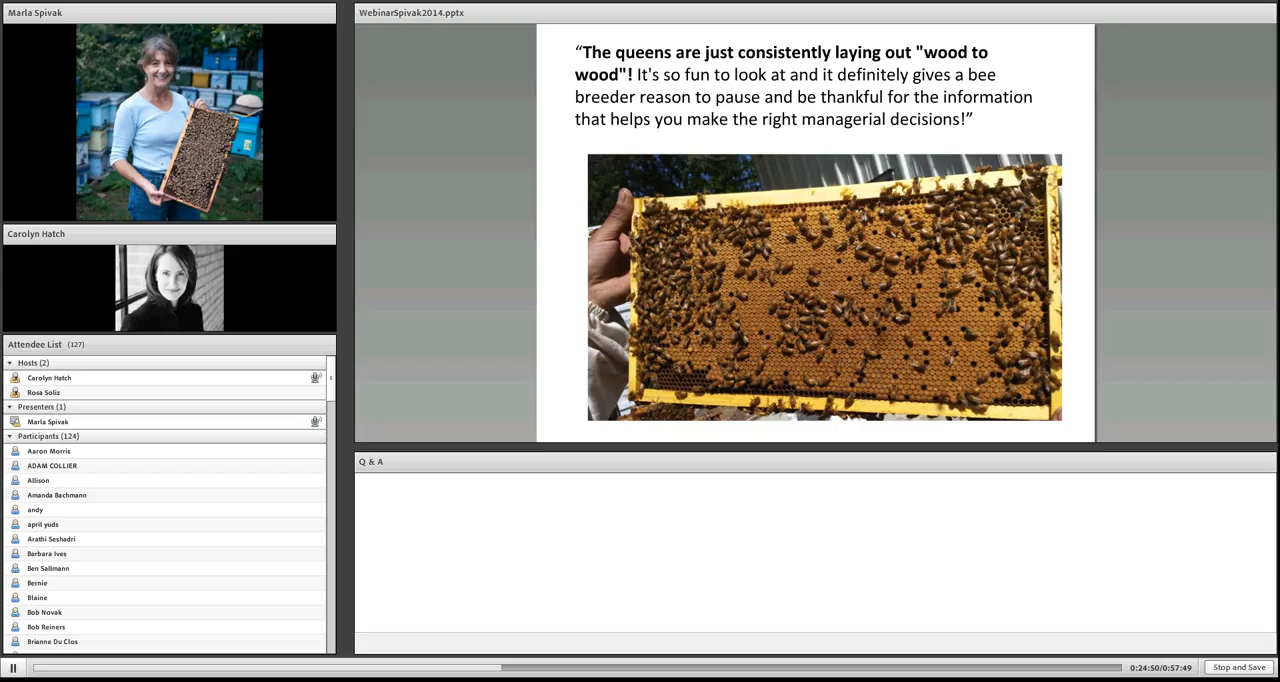 Marla Spivak
Carolyn Hatch
Attendee List (127)
Hosts (2)
Carolyn Hatch
Rosa Soliz
Presenters (1)
Marla Spivak
Participants (124)
Aaron Morris
ADAM COLLIER
Allison
Amanda Bachmann
andy
april yuds
Arathi Seshadri
Barbara Ives
Ben Sallmann
Bernie
Blaine
Bob Novak
Bob Reiners
Brianne Du Clos
WebinarSpivak2014.pptx
“The queens are just consistently laying out "wood to
wood"! It's so fun to look at and it definitely gives a bee
breeder reason to pause and be thankful for the information
that helps you make the right managerial decisions!”
Q & A
0:24:50/0:57:49
Stop and Save